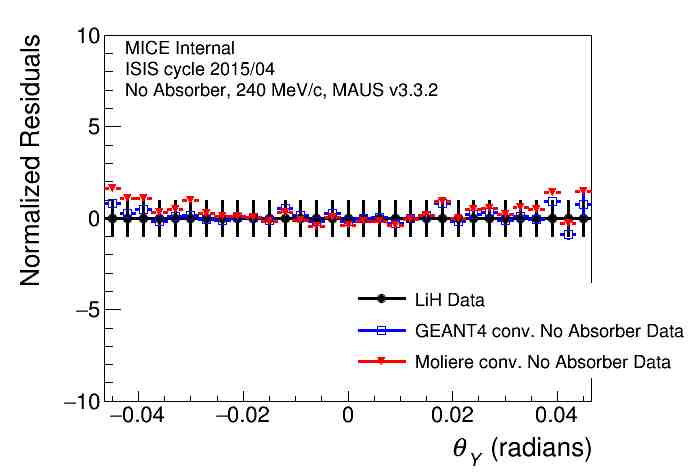 Normalized Residuals
10
5
0
−5
−10
MICE Internal
ISIS cycle 2015/04
No Absorber, 240 MeV/c, MAUS v3.3.2
LiH Data
GEANT4 conv. No Absorber Data
Moliere conv. No Absorber Data
−0.04 −0.02 0 0.02 0.04
θY (radians)